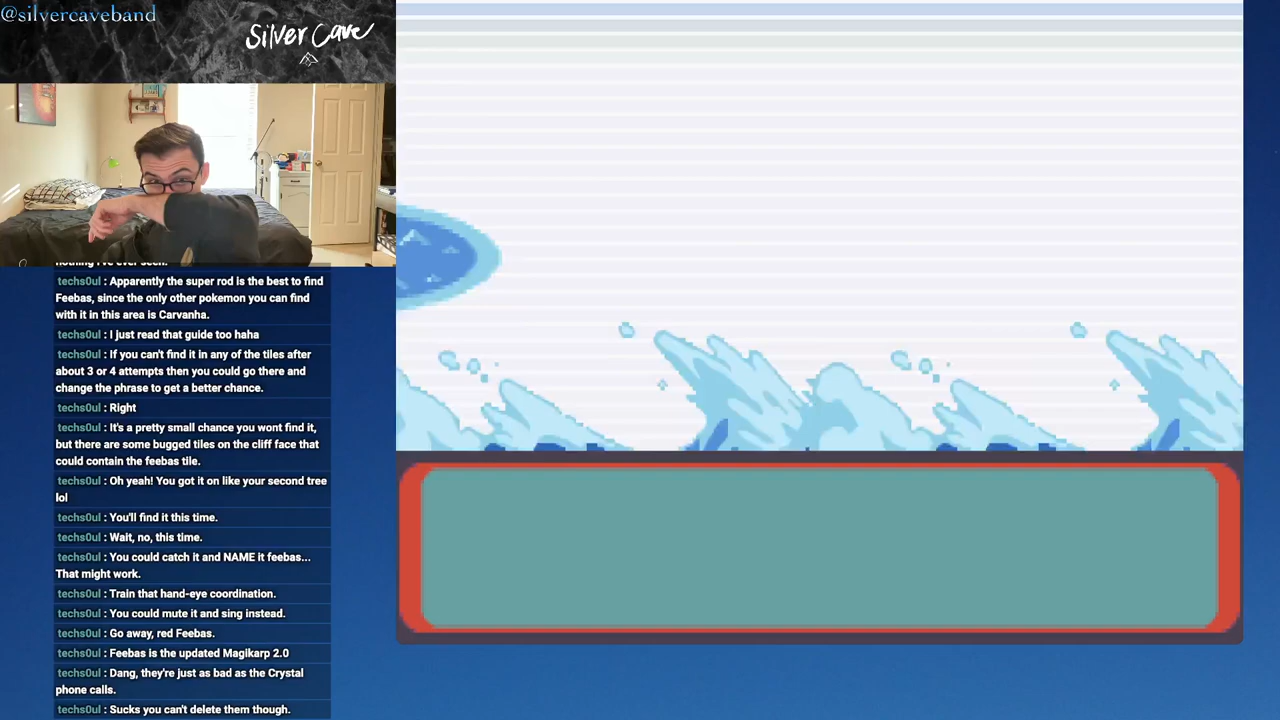 @silvercaveband
Silver Cave
nothing I've ever seen.
techs0ul : Apparently the super rod is the best to find
Feebas, since the only other pokemon you can find
with it in this area is Carvanha.
techs0ul : I just read that guide too haha
techs0ul : If you can't find it in any of the tiles after
about 3 or 4 attempts then you could go there and
change the phrase to get a better chance.
techs0ul : Right
techs0ul : It's a pretty small chance you wont find it,
but there are some bugged tiles on the cliff face that
could contain the feebas tile.
techs0ul : Oh yeah! You got it on like your second tree
lol
techs0ul : You'll find it this time.
techs0ul : Wait, no, this time.
techs0ul : You could catch it and NAME it feebas...
That might work.
techs0ul : Train that hand-eye coordination.
techs0ul : You could mute it and sing instead.
techs0ul : Go away, red Feebas.
techs0ul : Feebas is the updated Magikarp 2.0
techs0ul : Dang, they're just as bad as the Crystal
phone calls.
techs0ul : Sucks you can't delete them though.